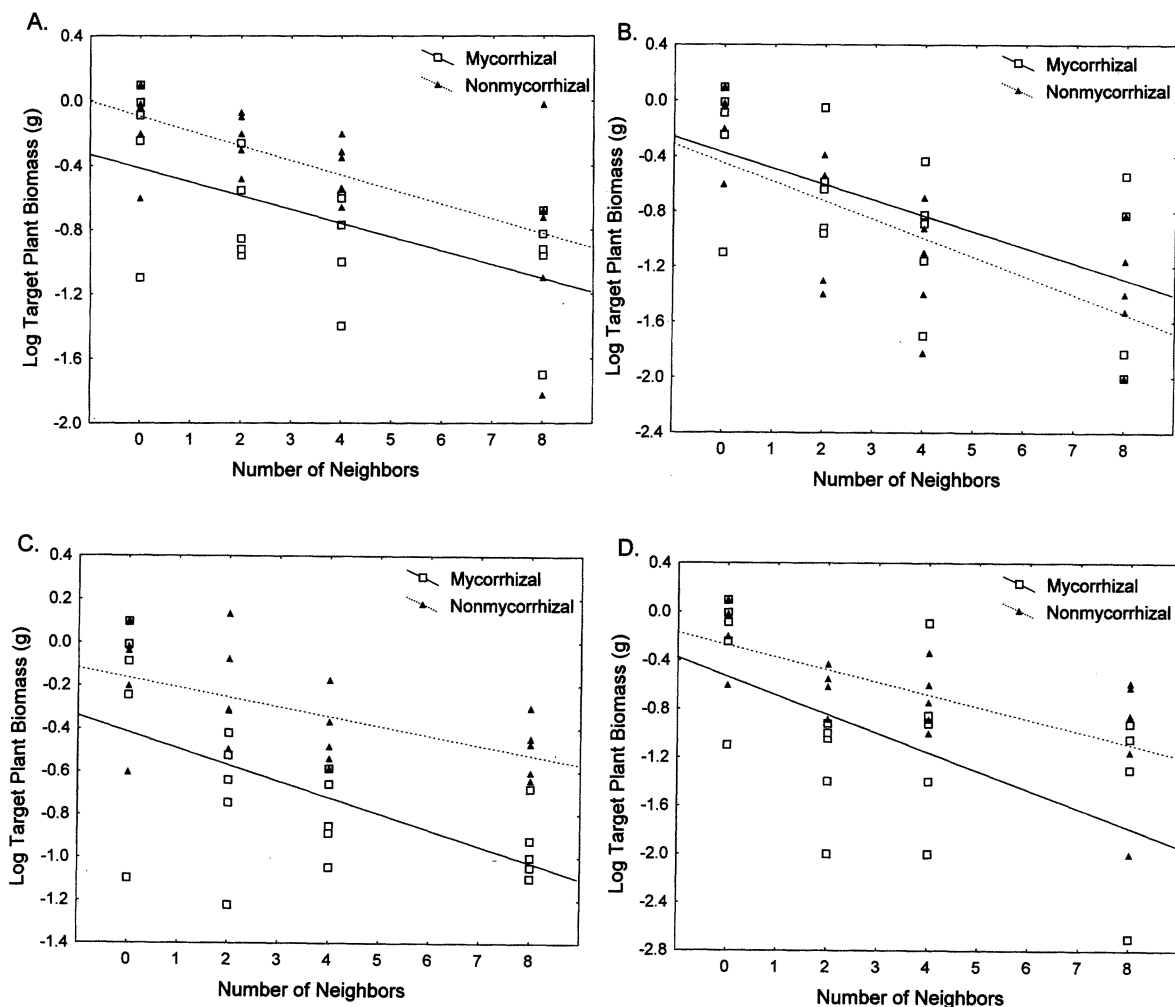 A.
0.4
0.0
-0.4
-0.8
-1.2
-1.6
-2.0
Log Target Plant Biomass (g)
Mycorrhizal
Nonmycorrhizal
0 1 2 3 4 5 6 7 8
Number of Neighbors
B.
0.4
0.0
-0.4
-0.8
-1.2
-1.6
-2.0
-2.4
Log Target Plant Biomass (g)
Mycorrhizal
Nonmycorrhizal
0 1 2 3 4 5 6 7 8
Number of Neighbors
C.
0.4
0.2
0.0
-0.2
-0.4
-0.6
-0.8
-1.0
-1.2
-1.4
Log Target Plant Biomass (g)
Mycorrhizal
Nonmycorrhizal
0 1 2 3 4 5 6 7 8
Number of Neighbors
D.
0.4
0.0
-0.4
-0.8
-1.2
-1.6
-2.0
-2.4
-2.8
Log Target Plant Biomass (g)
Mycorrhizal
Nonmycorrhizal
0 1 2 3 4 5 6 7 8
Number of Neighbors